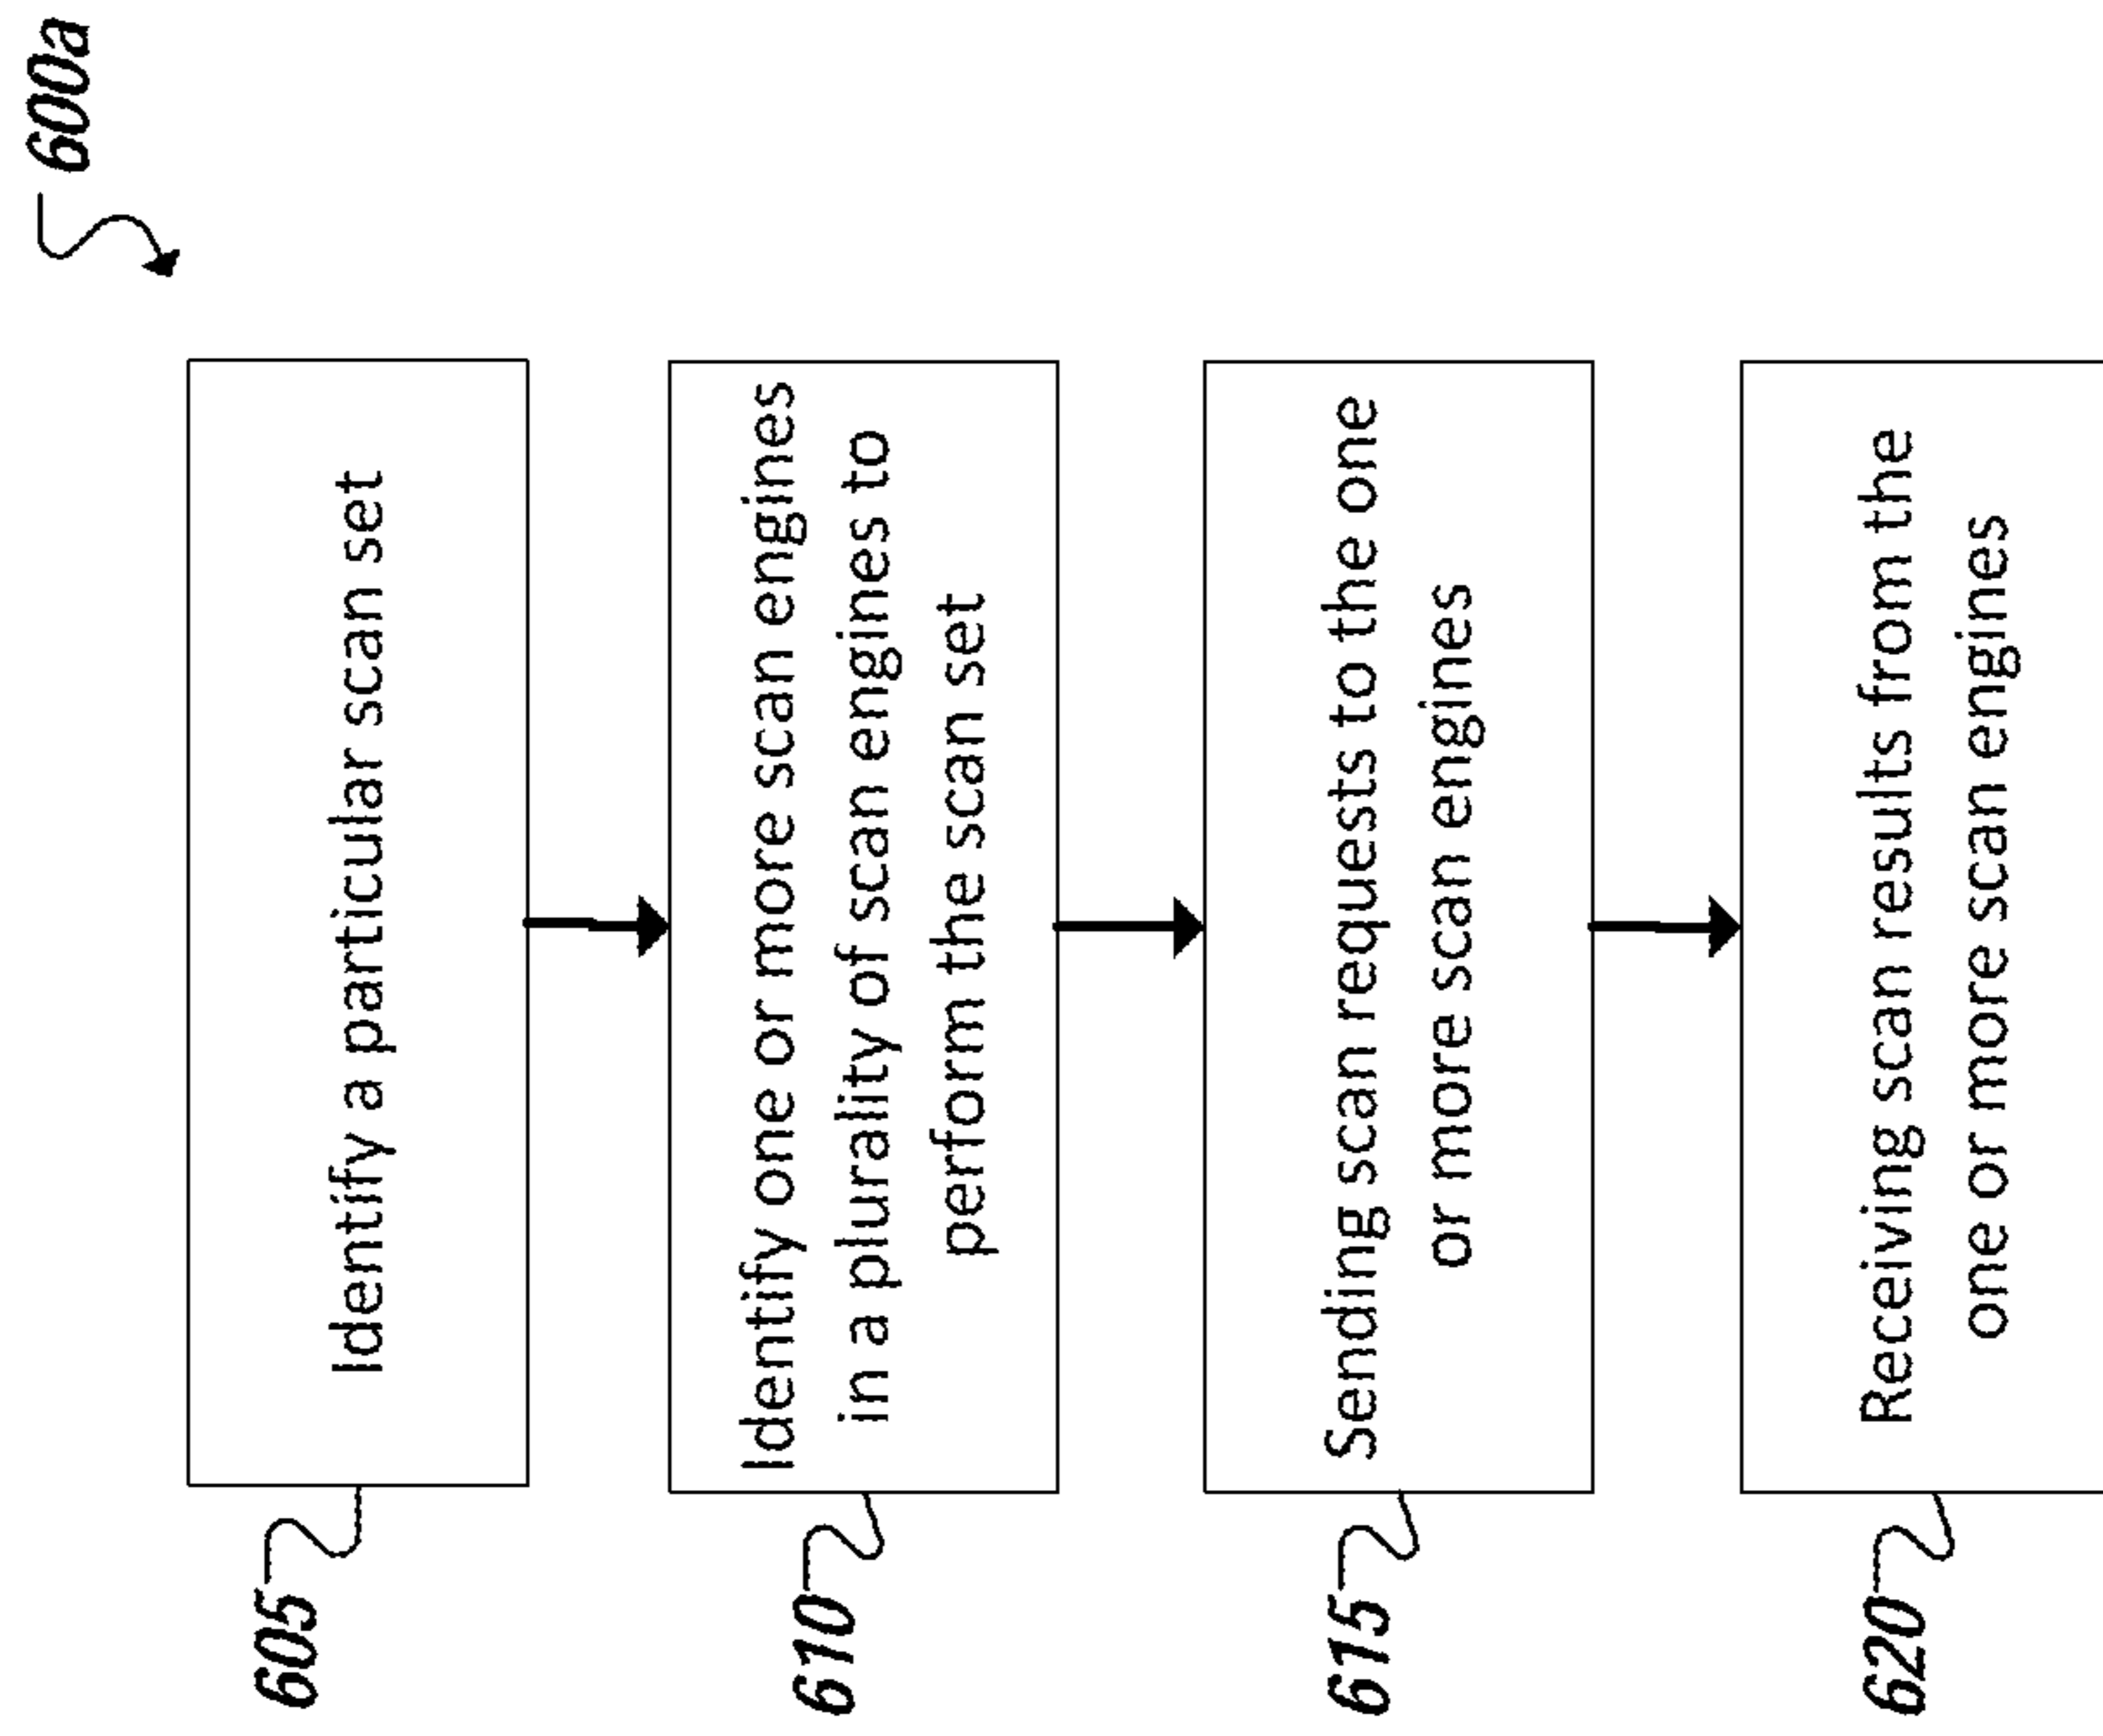 600a
605
Identify a particular scan set
610
Identify one or more scan engines
in a plurality of scan engines to
perform the scan set
615
Sending scan requests to the one
or more scan engines
620
Receiving scan results from the
one or more scan engines